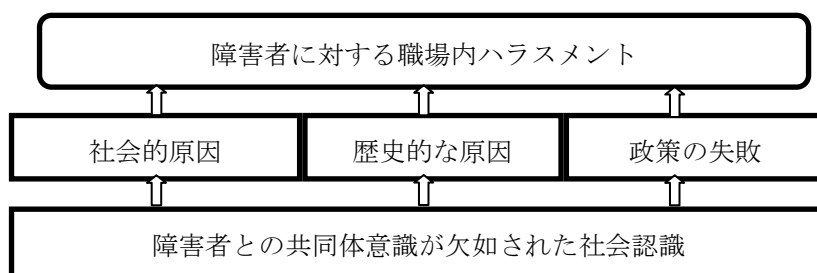 障害者に対する職場内ハラスメント
社会的原因
歴史的な原因
政策の失敗
障害者との共同体意識が欠如された社会認識